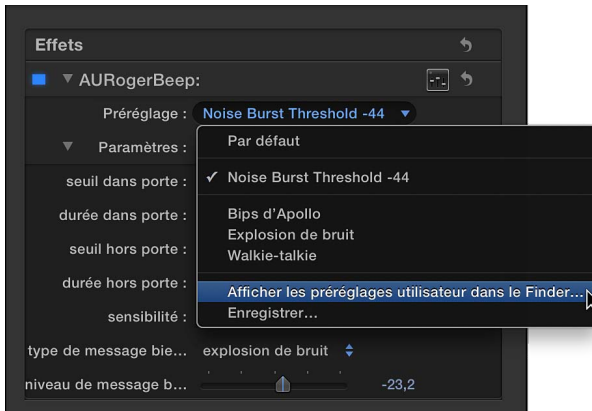 Effets
AURogerBeep:
Préréglage : Noise Burst Threshold -44
Par défaut
Paramètres :
seuil dans porte : ✓ Noise Burst Threshold -44
durée dans porte : Bips d'Apollo
Explosion de bruit
seuil hors porte : Walkie-talkie
durée hors porte : Afficher les préréglages utilisateur dans le Finder...
sensibilité : Enregistrer...
type de message bie... explosion de bruit
niveau de message b... -23,2